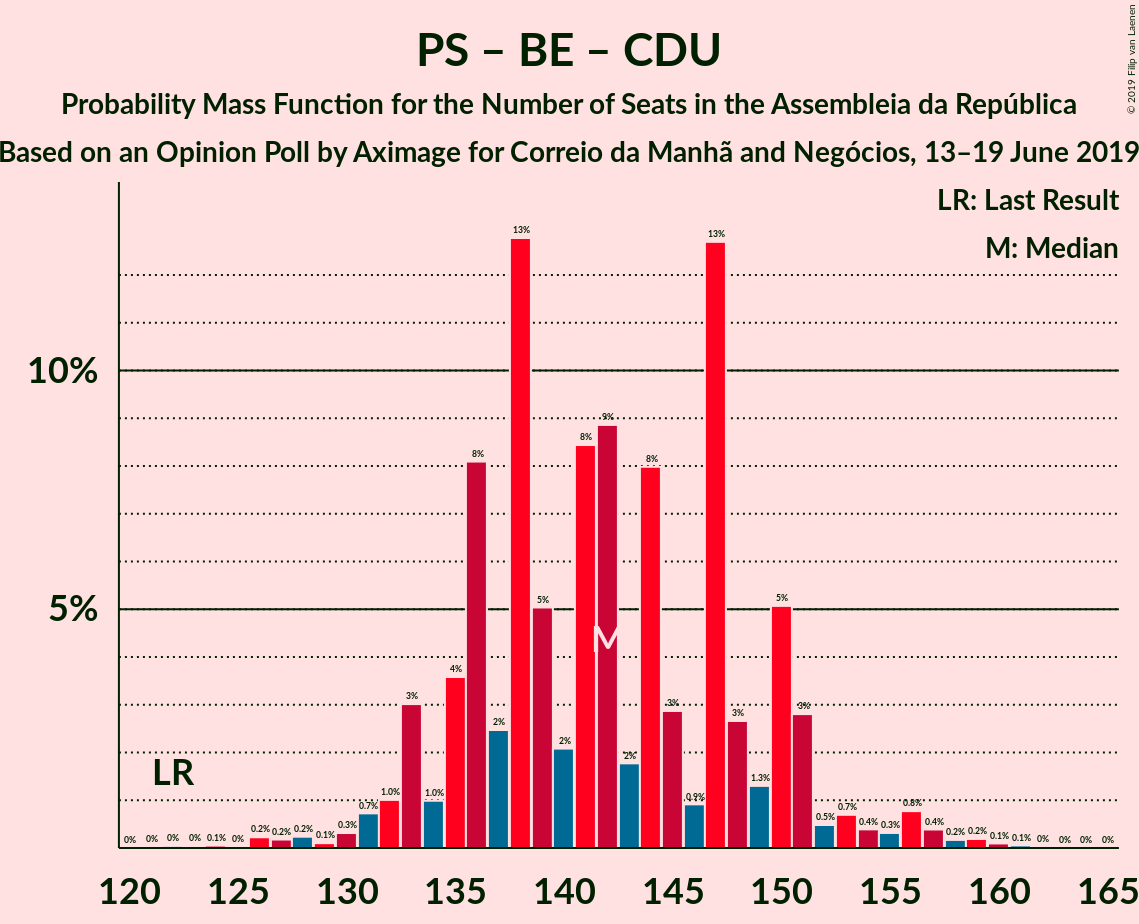 PS – BE – CDU
Probability Mass Function for the Number of Seats in the Assembleia da República
Based on an Opinion Poll by Aximage for Correio da Manhã and Negócios, 13–19 June 2019
© 2019 Filip van Laenen
LR: Last Result
M: Median
10%
5%
LR
M
0% 0% 0% 0% 0.1% 0% 0.2% 0.2% 0.2% 0.1% 0.3% 0.7% 1.0% 3% 1.0% 4% 8% 2% 13% 5% 2% 8% 9% 2% 8% 3% 0.9% 13% 3% 1.3% 5% 3% 0.5% 0.7% 0.4% 0.3% 0.8% 0.4% 0.2% 0.2% 0.1% 0.1% 0% 0% 0% 0%
120 125 130 135 140 145 150 155 160 165